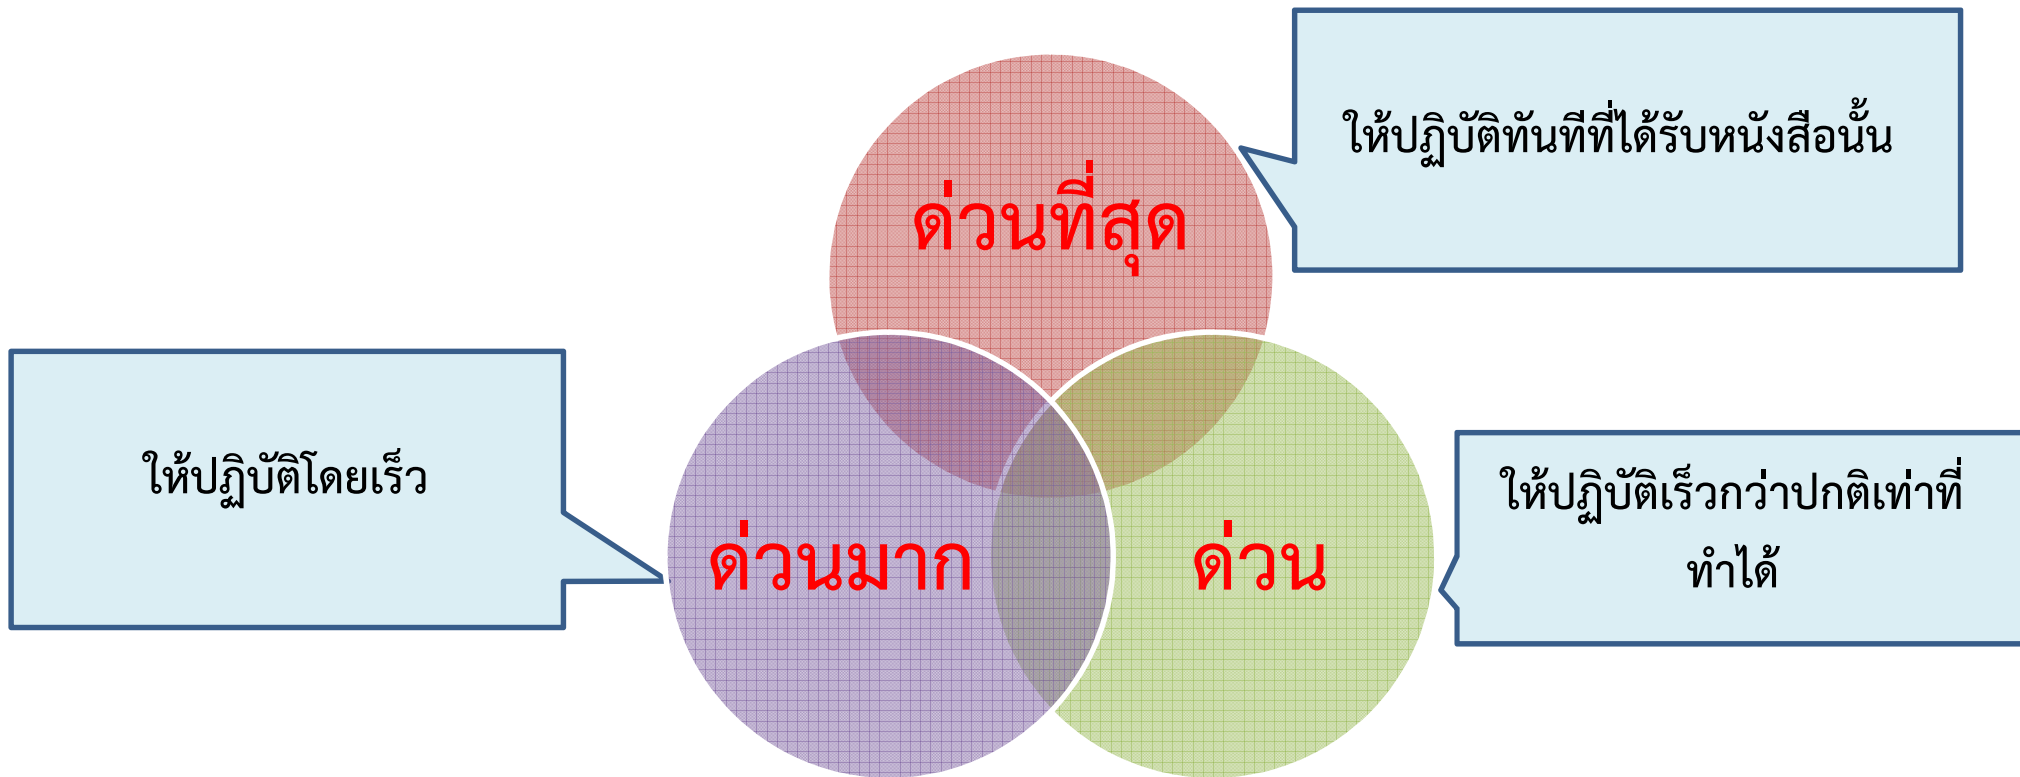 ให้ปฏิบัติทันทีที่ได้รับหนังสือนั้น
ด่วนที่สุด
ให้ปฏิบัติโดยเร็ว
ด่วนมาก
ด่วน
ให้ปฏิบัติเร็วกว่าปกติเท่าที่
ทำได้